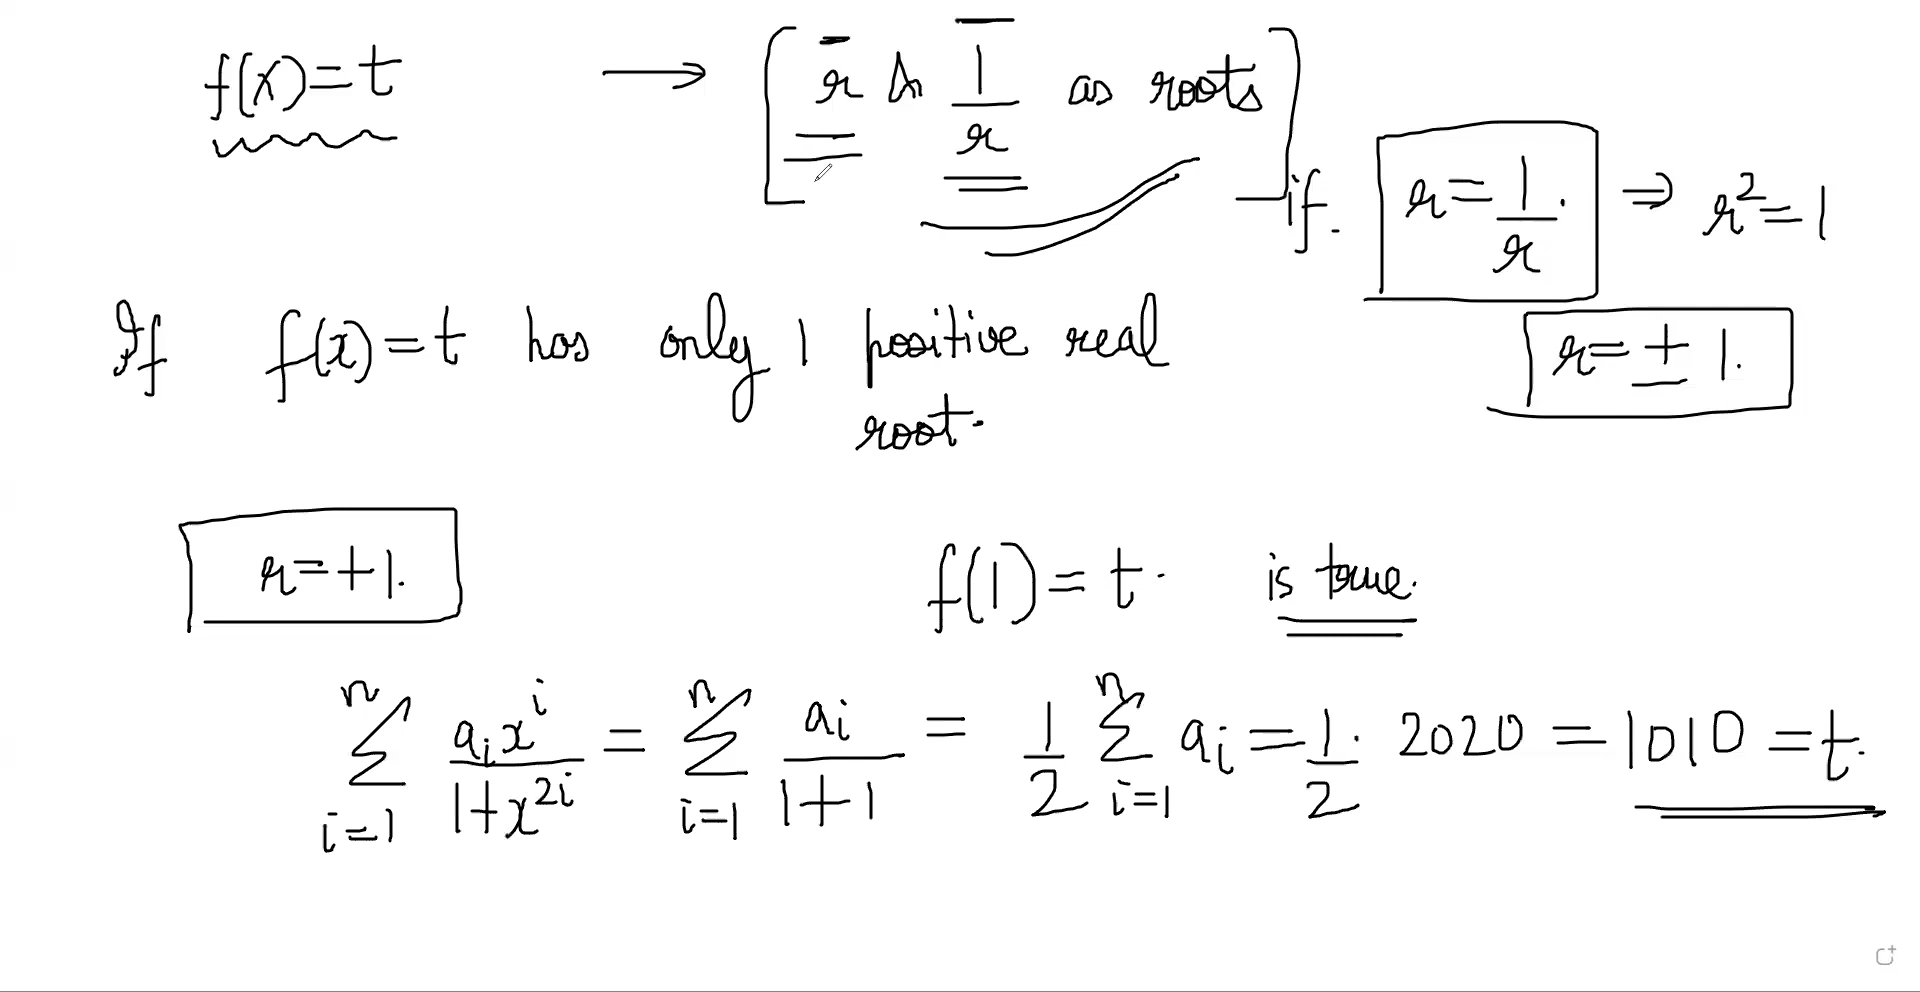 f(x) = t → [ r & 1/r as roots ]
if. r = 1/r. ⇒ r² = 1
If f(x) = t has only 1 positive real
r = ± 1.
root.
r = +1. f(1) = t. is true.
∑_{i=1}^{n} a_i x^i / (1+x^{2i}) = ∑_{i=1}^{n} a_i / (1+1) = 1/2 ∑_{i=1}^{n} a_i = 1/2 . 2020 = 1010 = t.